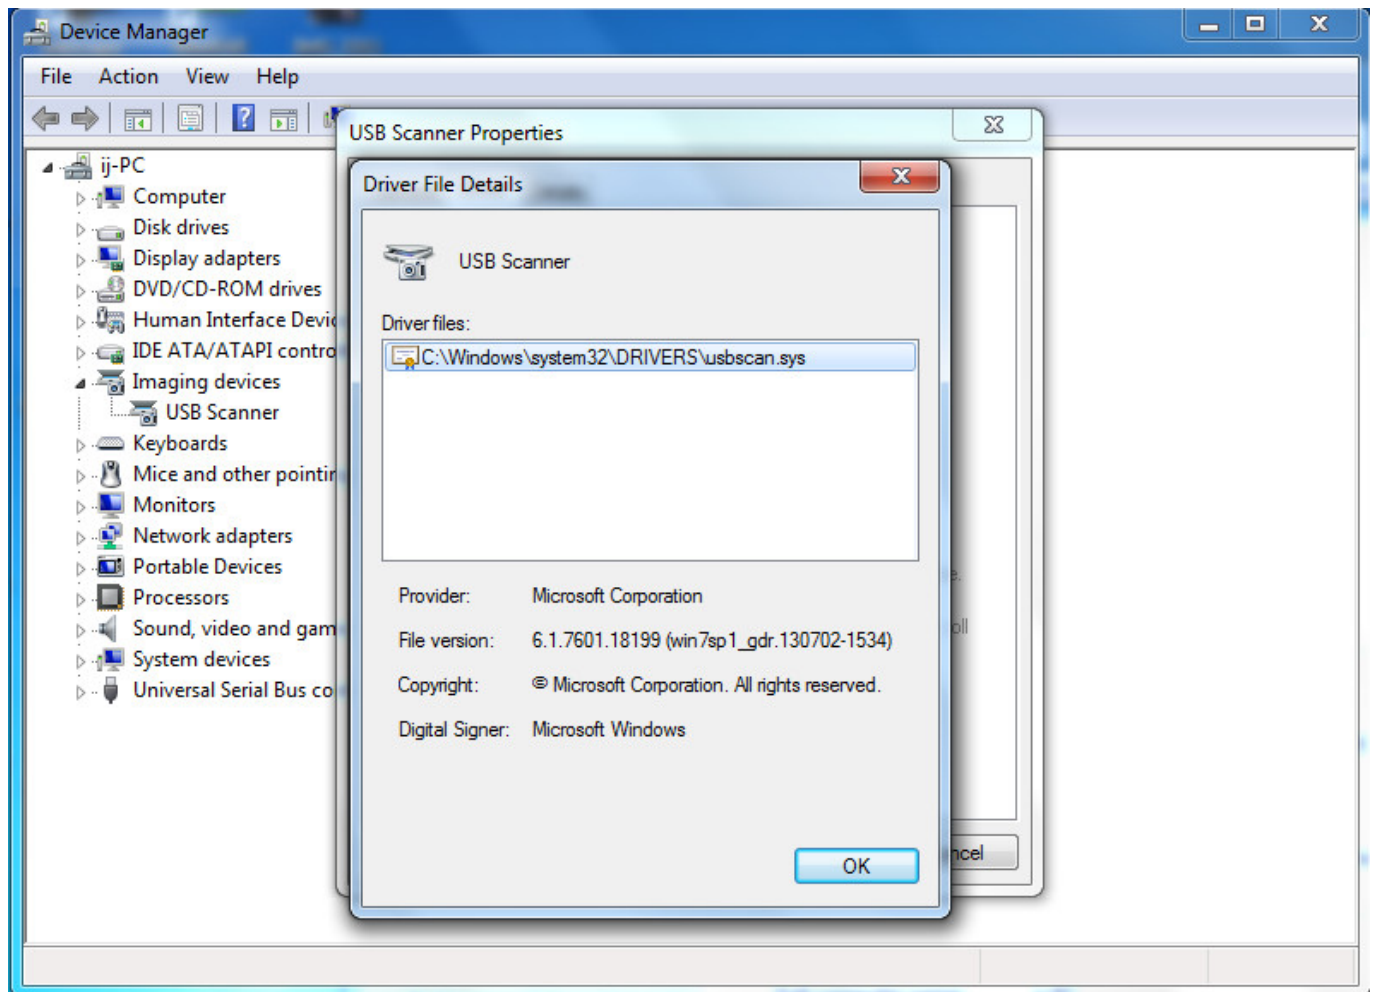 Device Manager
File Action View Help
USB Scanner Properties
ij-PC
Computer
Disk drives
Display adapters
DVD/CD-ROM drives
Human Interface Devic
IDE ATA/ATAPI contro
Imaging devices
USB Scanner
Keyboards
Mice and other pointin
Monitors
Network adapters
Portable Devices
Processors
Sound, video and gam
System devices
Universal Serial Bus co
Driver File Details
USB Scanner
Driver files:
C:\Windows\system32\DRIVERS\usbscan.sys
Provider: Microsoft Corporation
File version: 6.1.7601.18199 (win7sp1_gdr.130702-1534)
Copyright: © Microsoft Corporation. All rights reserved.
Digital Signer: Microsoft Windows
OK
e.
oll
ncel